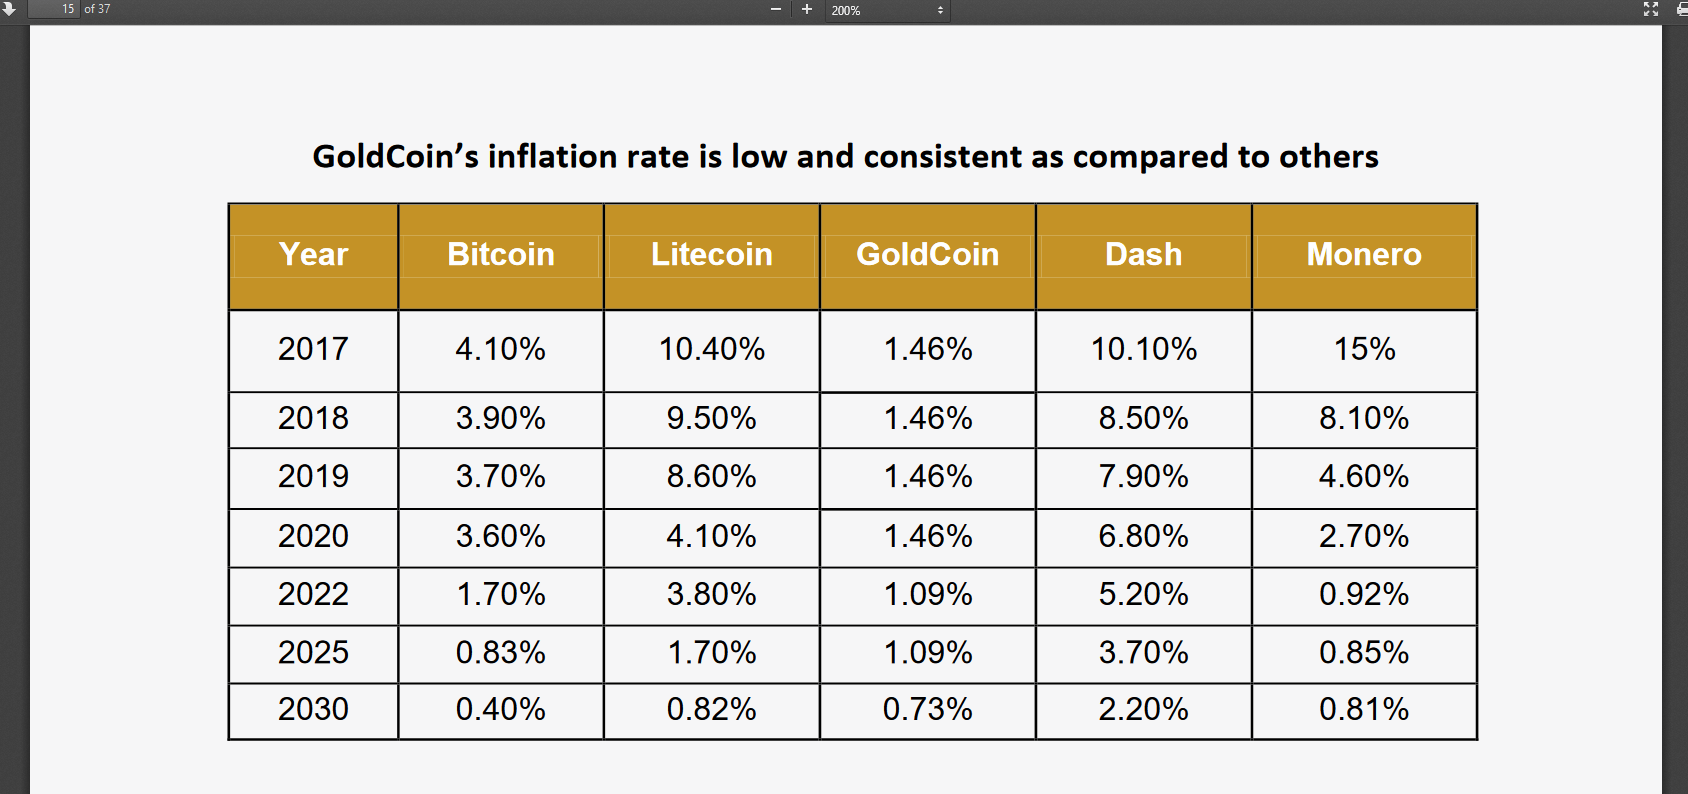 15 of 37
200%
GoldCoin’s inflation rate is low and consistent as compared to others
Year Bitcoin Litecoin GoldCoin Dash Monero
2017 4.10% 10.40% 1.46% 10.10% 15%
2018 3.90% 9.50% 1.46% 8.50% 8.10%
2019 3.70% 8.60% 1.46% 7.90% 4.60%
2020 3.60% 4.10% 1.46% 6.80% 2.70%
2022 1.70% 3.80% 1.09% 5.20% 0.92%
2025 0.83% 1.70% 1.09% 3.70% 0.85%
2030 0.40% 0.82% 0.73% 2.20% 0.81%